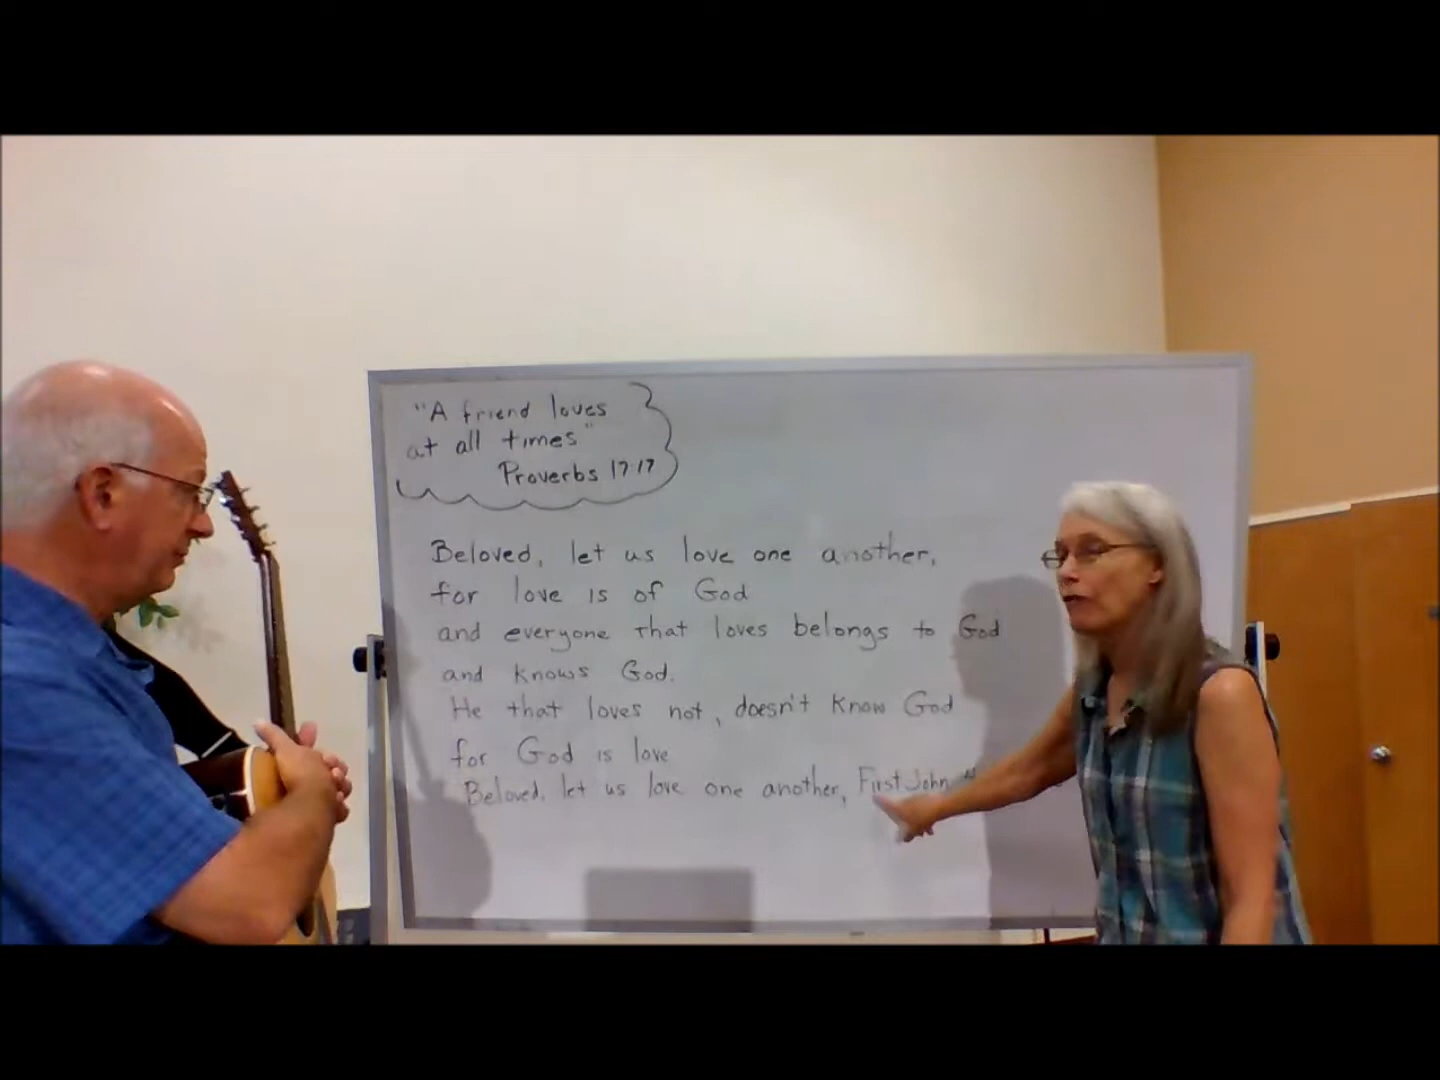 "A friend loves
at all times"
Proverbs 17:17
Beloved, let us love one another,
for love is of God
and everyone that loves belongs to God
and knows God.
He that loves not, doesn't know God
for God is love
Beloved, let us love one another, First John